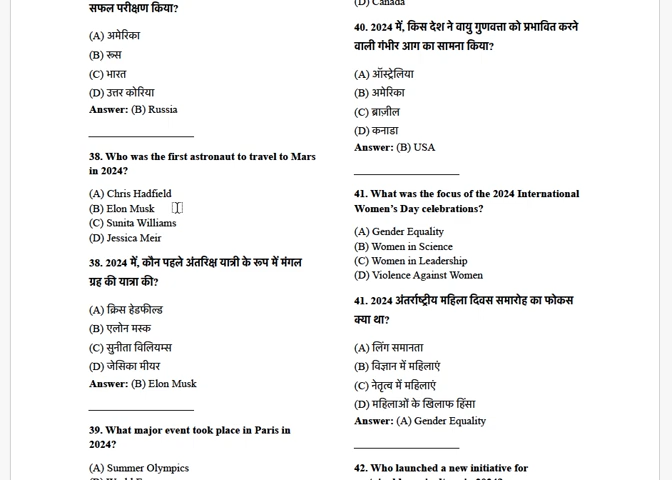 सफल परीक्षण किया?
(A) अमेरिका
(B) रूस
(C) भारत
(D) उत्तर कोरिया
Answer: (B) Russia
38. Who was the first astronaut to travel to Mars
in 2024?
(A) Chris Hadfield
(B) Elon Musk
(C) Sunita Williams
(D) Jessica Meir
38. 2024 में, कौन पहले अंतरिक्ष यात्री के रूप में मंगल
ग्रह की यात्रा की?
(A) क्रिस हेडफील्ड
(B) एलोन मस्क
(C) सुनीता विलियम्स
(D) जेसिका मीयर
Answer: (B) Elon Musk
39. What major event took place in Paris in
2024?
(A) Summer Olympics
(D) Canada
40. 2024 में, किस देश ने वायु गुणवत्ता को प्रभावित करने
वाली गंभीर आग का सामना किया?
(A) ऑस्ट्रेलिया
(B) अमेरिका
(C) ब्राज़ील
(D) कनाडा
Answer: (B) USA
41. What was the focus of the 2024 International
Women's Day celebrations?
(A) Gender Equality
(B) Women in Science
(C) Women in Leadership
(D) Violence Against Women
41. 2024 अंतर्राष्ट्रीय महिला दिवस समारोह का फोकस
क्या था?
(A) लिंग समानता
(B) विज्ञान में महिलाएं
(C) नेतृत्व में महिलाएं
(D) महिलाओं के खिलाफ हिंसा
Answer: (A) Gender Equality
42. Who launched a new initiative for